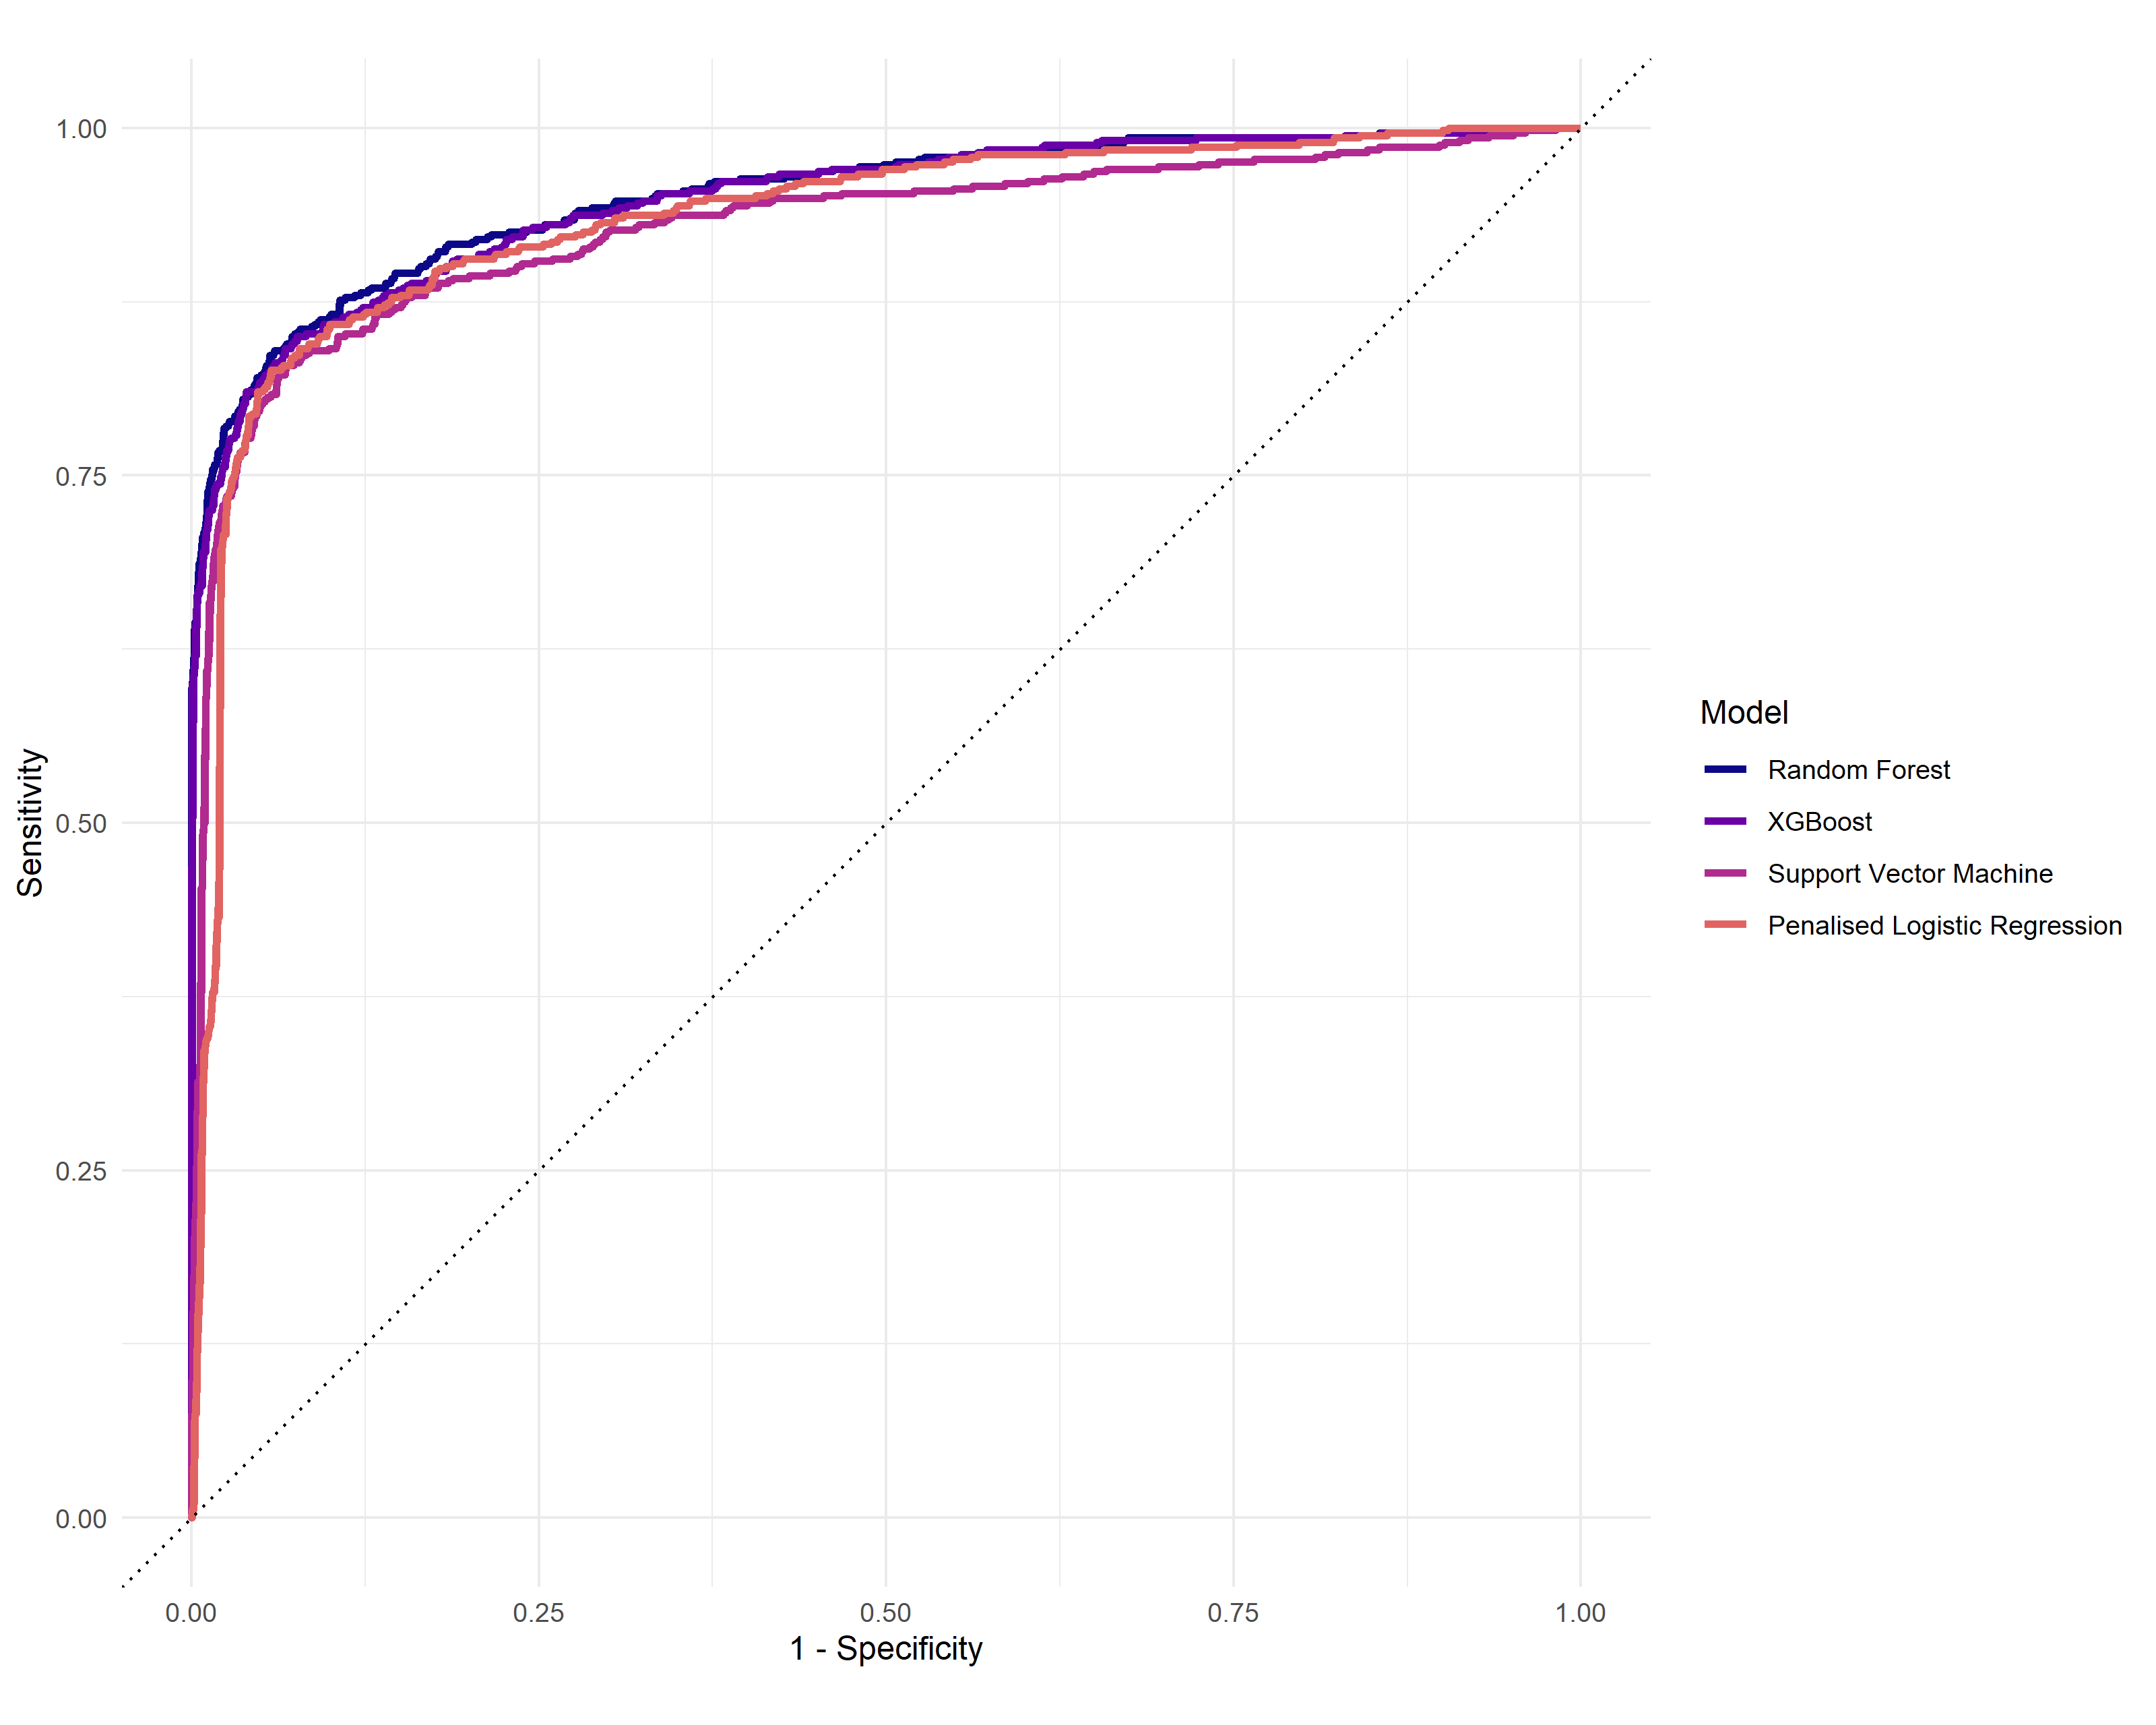 1.00
0.75
0.50
0.25
0.00
Sensitivity
0.00 0.25 0.50 0.75 1.00
1 - Specificity
Model
Random Forest
XGBoost
Support Vector Machine
Penalised Logistic Regression